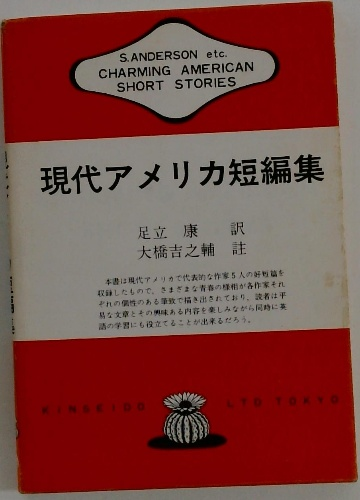 S.ANDERSON etc.
CHARMING AMERICAN
SHORT STORIES
現代アメリカ短編集
足立 康 訳
大橋吉之輔 註
本書は現代アメリカで代表的な作家5人の好短篇を
収録したもので、さまざまな青春の様相が各作家それ
ぞれの個性のある筆致で描き出されており、読者は平
易な文章とその興味ある内容を楽しみながら同時に英
語の学習にも役立てることが出来るだろう。
KINSEIDO LTD TOKYO